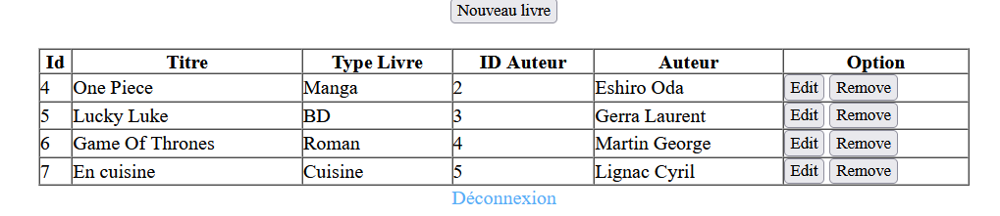 Nouveau livre
Id Titre Type Livre ID Auteur Auteur Option
4 One Piece Manga 2 Eshiro Oda Edit Remove
5 Lucky Luke BD 3 Gerra Laurent Edit Remove
6 Game Of Thrones Roman 4 Martin George Edit Remove
7 En cuisine Cuisine 5 Lignac Cyril Edit Remove
Déconnexion